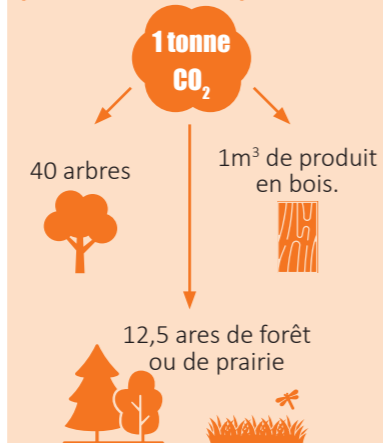 1 tonne
CO₂
40 arbres
1m³ de produit
en bois.
12,5 ares de forêt
ou de prairie